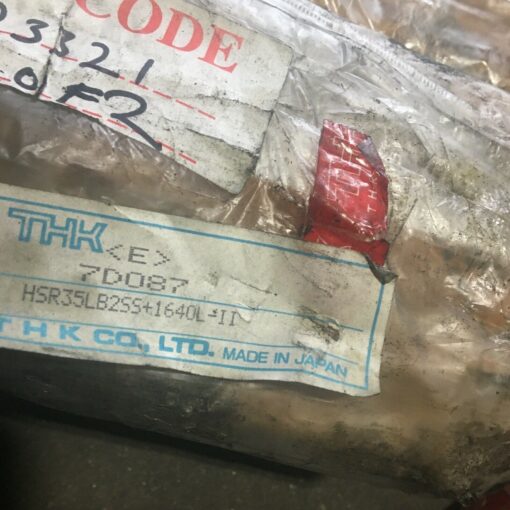 CODE
3321
OF2
THK <E>
7D087
HSR35LB2SS+1640L-II
THK CO., LTD. MADE IN JAPAN